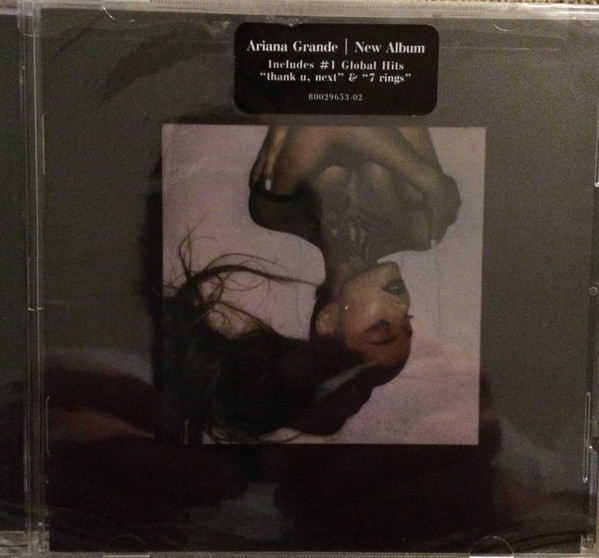 Ariana Grande | New Album
Includes #1 Global Hits
“thank u, next” & “7 rings”
B0029653-02